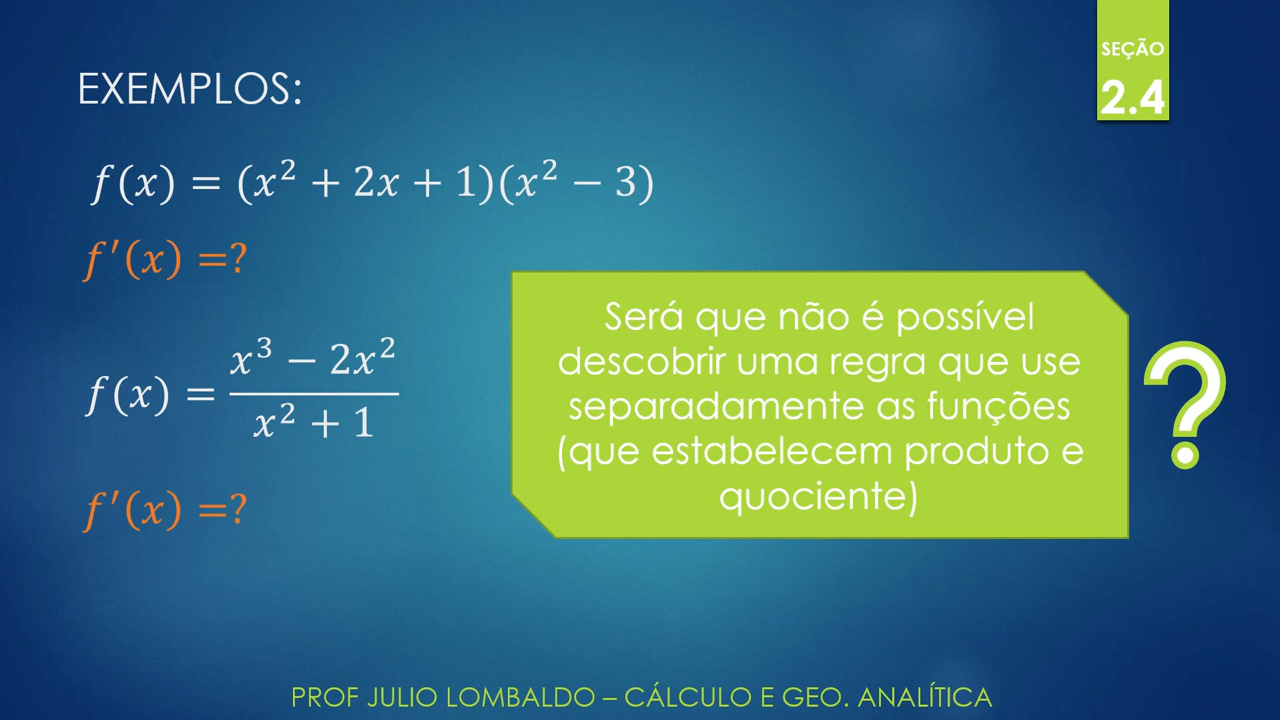 SEÇÃO
2.4
EXEMPLOS:
f(x) = (x² + 2x + 1)(x² − 3)
f′(x) =?
f(x) = (x³ − 2x²)/(x² + 1)
f′(x) =?
Será que não é possível
descobrir uma regra que use
separadamente as funções
(que estabelecem produto e
quociente)
?
PROF JULIO LOMBALDO – CÁLCULO E GEO. ANALÍTICA